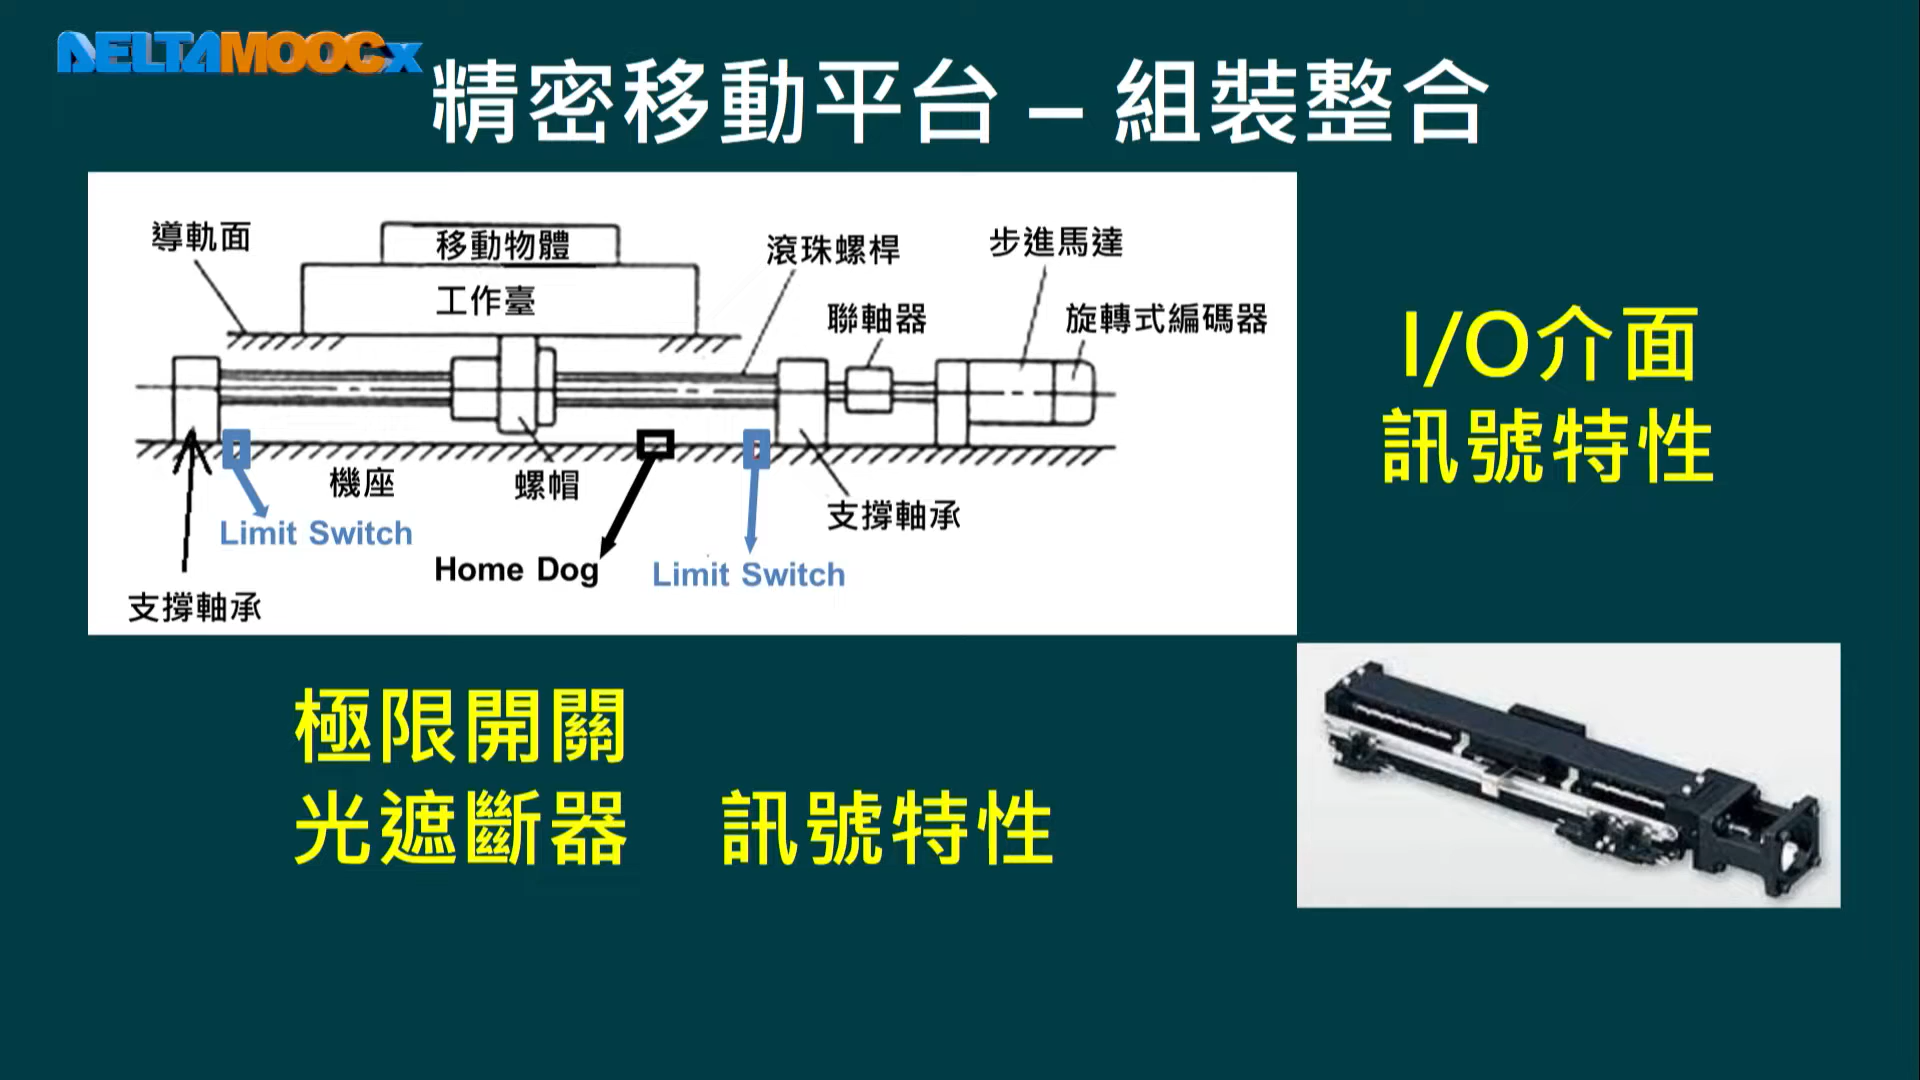 DELTAMOOCx
精密移動平台 – 組裝整合
導軌面
移動物體
工作臺
滾珠螺桿
步進馬達
聯軸器
旋轉式編碼器
機座
螺帽
支撐軸承
Limit Switch
Home Dog
Limit Switch
支撐軸承
I/O介面
訊號特性
極限開關
光遮斷器 訊號特性